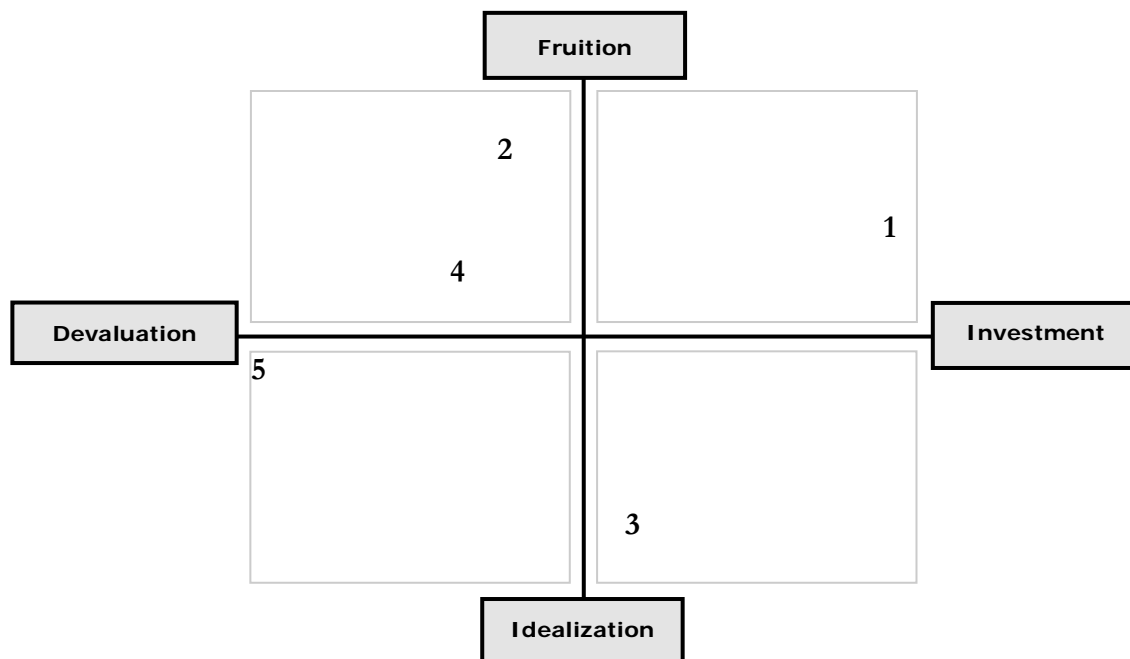 Fruition
2
1
4
Devaluation
Investment
5
3
Idealization